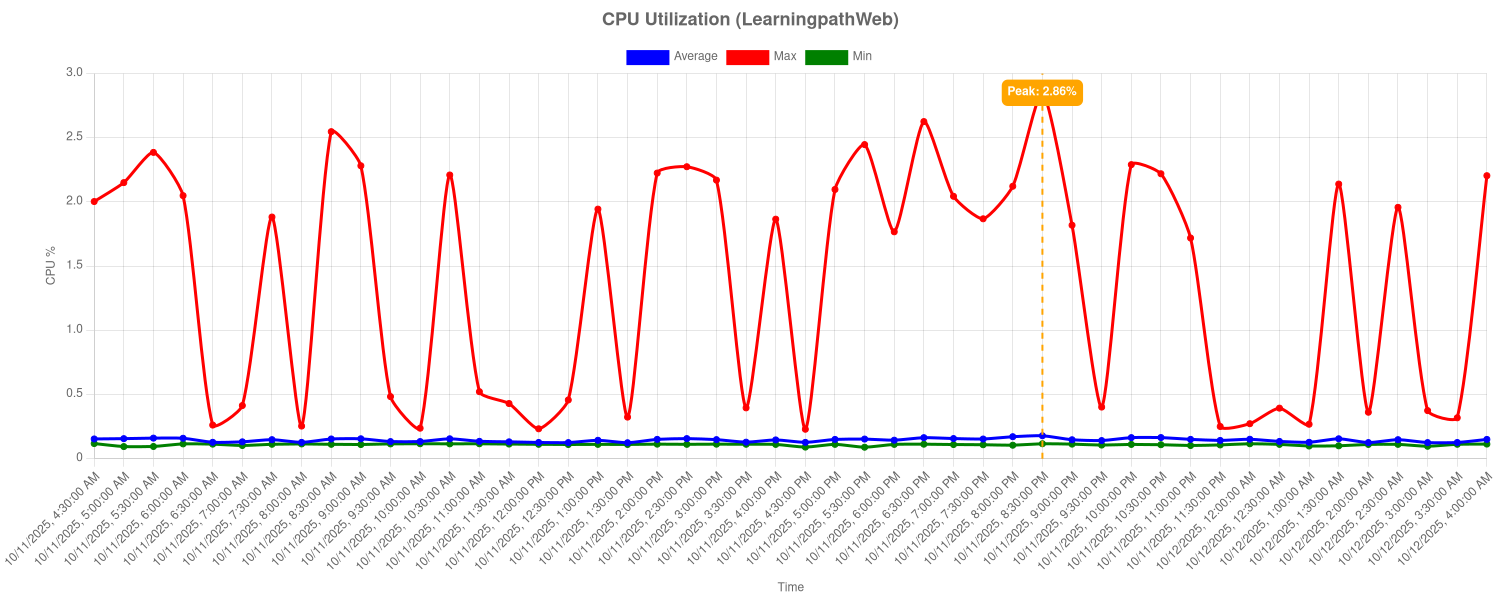 CPU Utilization (LearningpathWeb)
Average Max Min
Peak: 2.86%
3.0
2.5
2.0
1.5
1.0
0.5
0
CPU %
10/11/2025, 4:30:00 AM
10/11/2025, 5:00:00 AM
10/11/2025, 5:30:00 AM
10/11/2025, 6:00:00 AM
10/11/2025, 6:30:00 AM
10/11/2025, 7:00:00 AM
10/11/2025, 7:30:00 AM
10/11/2025, 8:00:00 AM
10/11/2025, 8:30:00 AM
10/11/2025, 9:00:00 AM
10/11/2025, 9:30:00 AM
10/11/2025, 10:00:00 AM
10/11/2025, 10:30:00 AM
10/11/2025, 11:00:00 AM
10/11/2025, 11:30:00 AM
10/11/2025, 12:00:00 PM
10/11/2025, 12:30:00 PM
10/11/2025, 1:00:00 PM
10/11/2025, 1:30:00 PM
10/11/2025, 2:00:00 PM
10/11/2025, 2:30:00 PM
10/11/2025, 3:00:00 PM
10/11/2025, 3:30:00 PM
10/11/2025, 4:00:00 PM
10/11/2025, 4:30:00 PM
10/11/2025, 5:00:00 PM
10/11/2025, 5:30:00 PM
10/11/2025, 6:00:00 PM
10/11/2025, 6:30:00 PM
10/11/2025, 7:00:00 PM
10/11/2025, 7:30:00 PM
10/11/2025, 8:00:00 PM
10/11/2025, 8:30:00 PM
10/11/2025, 9:00:00 PM
10/11/2025, 9:30:00 PM
10/11/2025, 10:00:00 PM
10/11/2025, 10:30:00 PM
10/11/2025, 11:00:00 PM
10/11/2025, 11:30:00 PM
10/12/2025, 12:00:00 AM
10/12/2025, 12:30:00 AM
10/12/2025, 1:00:00 AM
10/12/2025, 1:30:00 AM
10/12/2025, 2:00:00 AM
10/12/2025, 2:30:00 AM
10/12/2025, 3:00:00 AM
10/12/2025, 3:30:00 AM
10/12/2025, 4:00:00 AM
Time